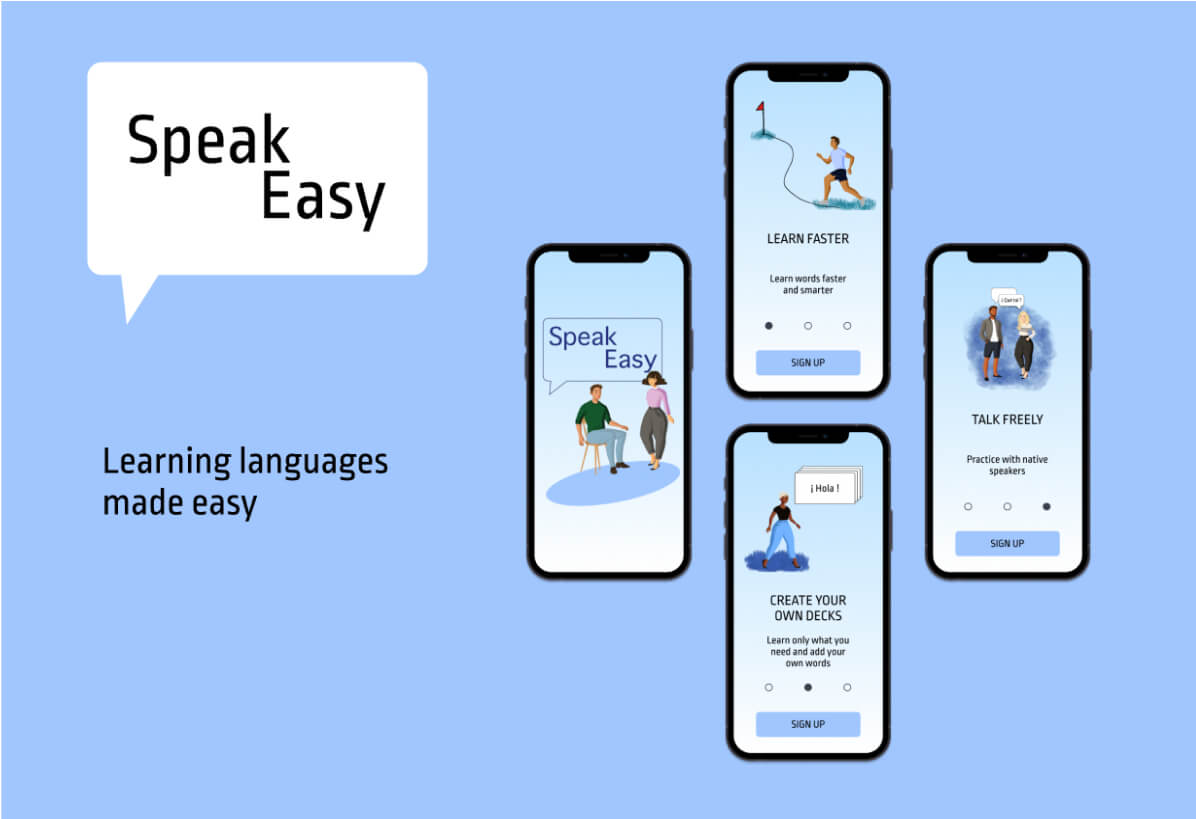 Speak
Easy
Learning languages
made easy
Speak
Easy
LEARN FASTER
Learn words faster
and smarter
SIGN UP
¡ Hola !
CREATE YOUR
OWN DECKS
Learn only what you
need and add your
own words
SIGN UP
TALK FREELY
Practice with native
speakers
SIGN UP